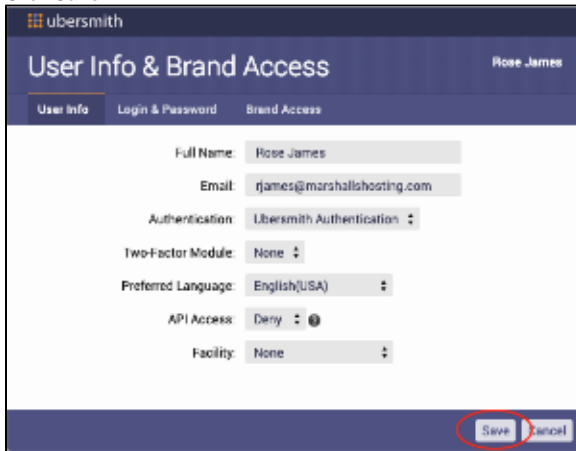 ubersmith
User Info & Brand Access
Rose James
User Info Login & Password Brand Access
Full Name: Rose James
Email: rjames@marshallshosting.com
Authentication: Ubersmith Authentication
Two-Factor Module: None
Preferred Language: English(USA)
API Access: Deny
Facility: None
Save Cancel